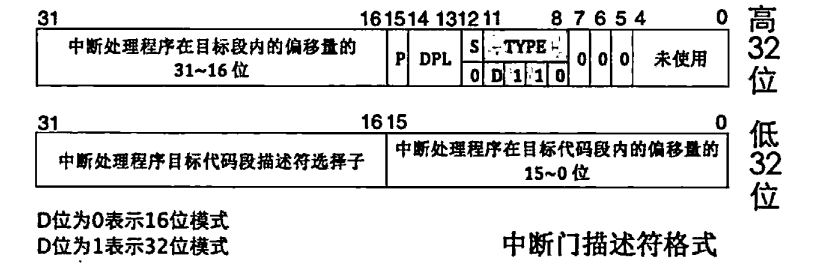 31 16 15 14 13 12 11 8 7 6 5 4 0
中断处理程序在目标段内的偏移量的
31~16 位
P DPL S TYPE 0 0 0 未使用
0 D 1 1 0
高32位
31 16 15 0
中断处理程序目标代码段描述符选择子
中断处理程序在目标代码段内的偏移量的
15~0 位
低32位
D位为0表示16位模式
D位为1表示32位模式
中断门描述符格式